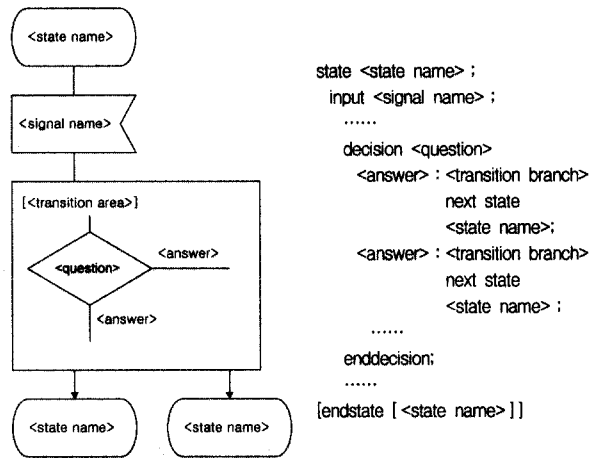 <state name>
<signal name>
[<transition area>]
<question>
<answer>
<answer>
<state name>
<state name>
state <state name> ;
input <signal name> ;
......
decision <question>
<answer> : <transition branch>
next state
<state name>;
<answer> : <transition branch>
next state
<state name> ;
......
enddecision;
......
[endstate [<state name>]]